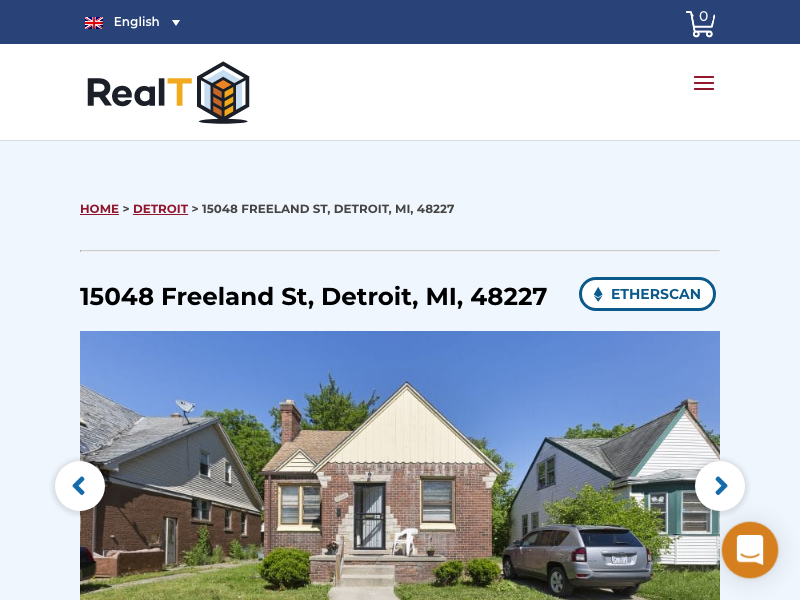 English
0
RealT
HOME > DETROIT > 15048 FREELAND ST, DETROIT, MI, 48227
15048 Freeland St, Detroit, MI, 48227
ETHERSCAN